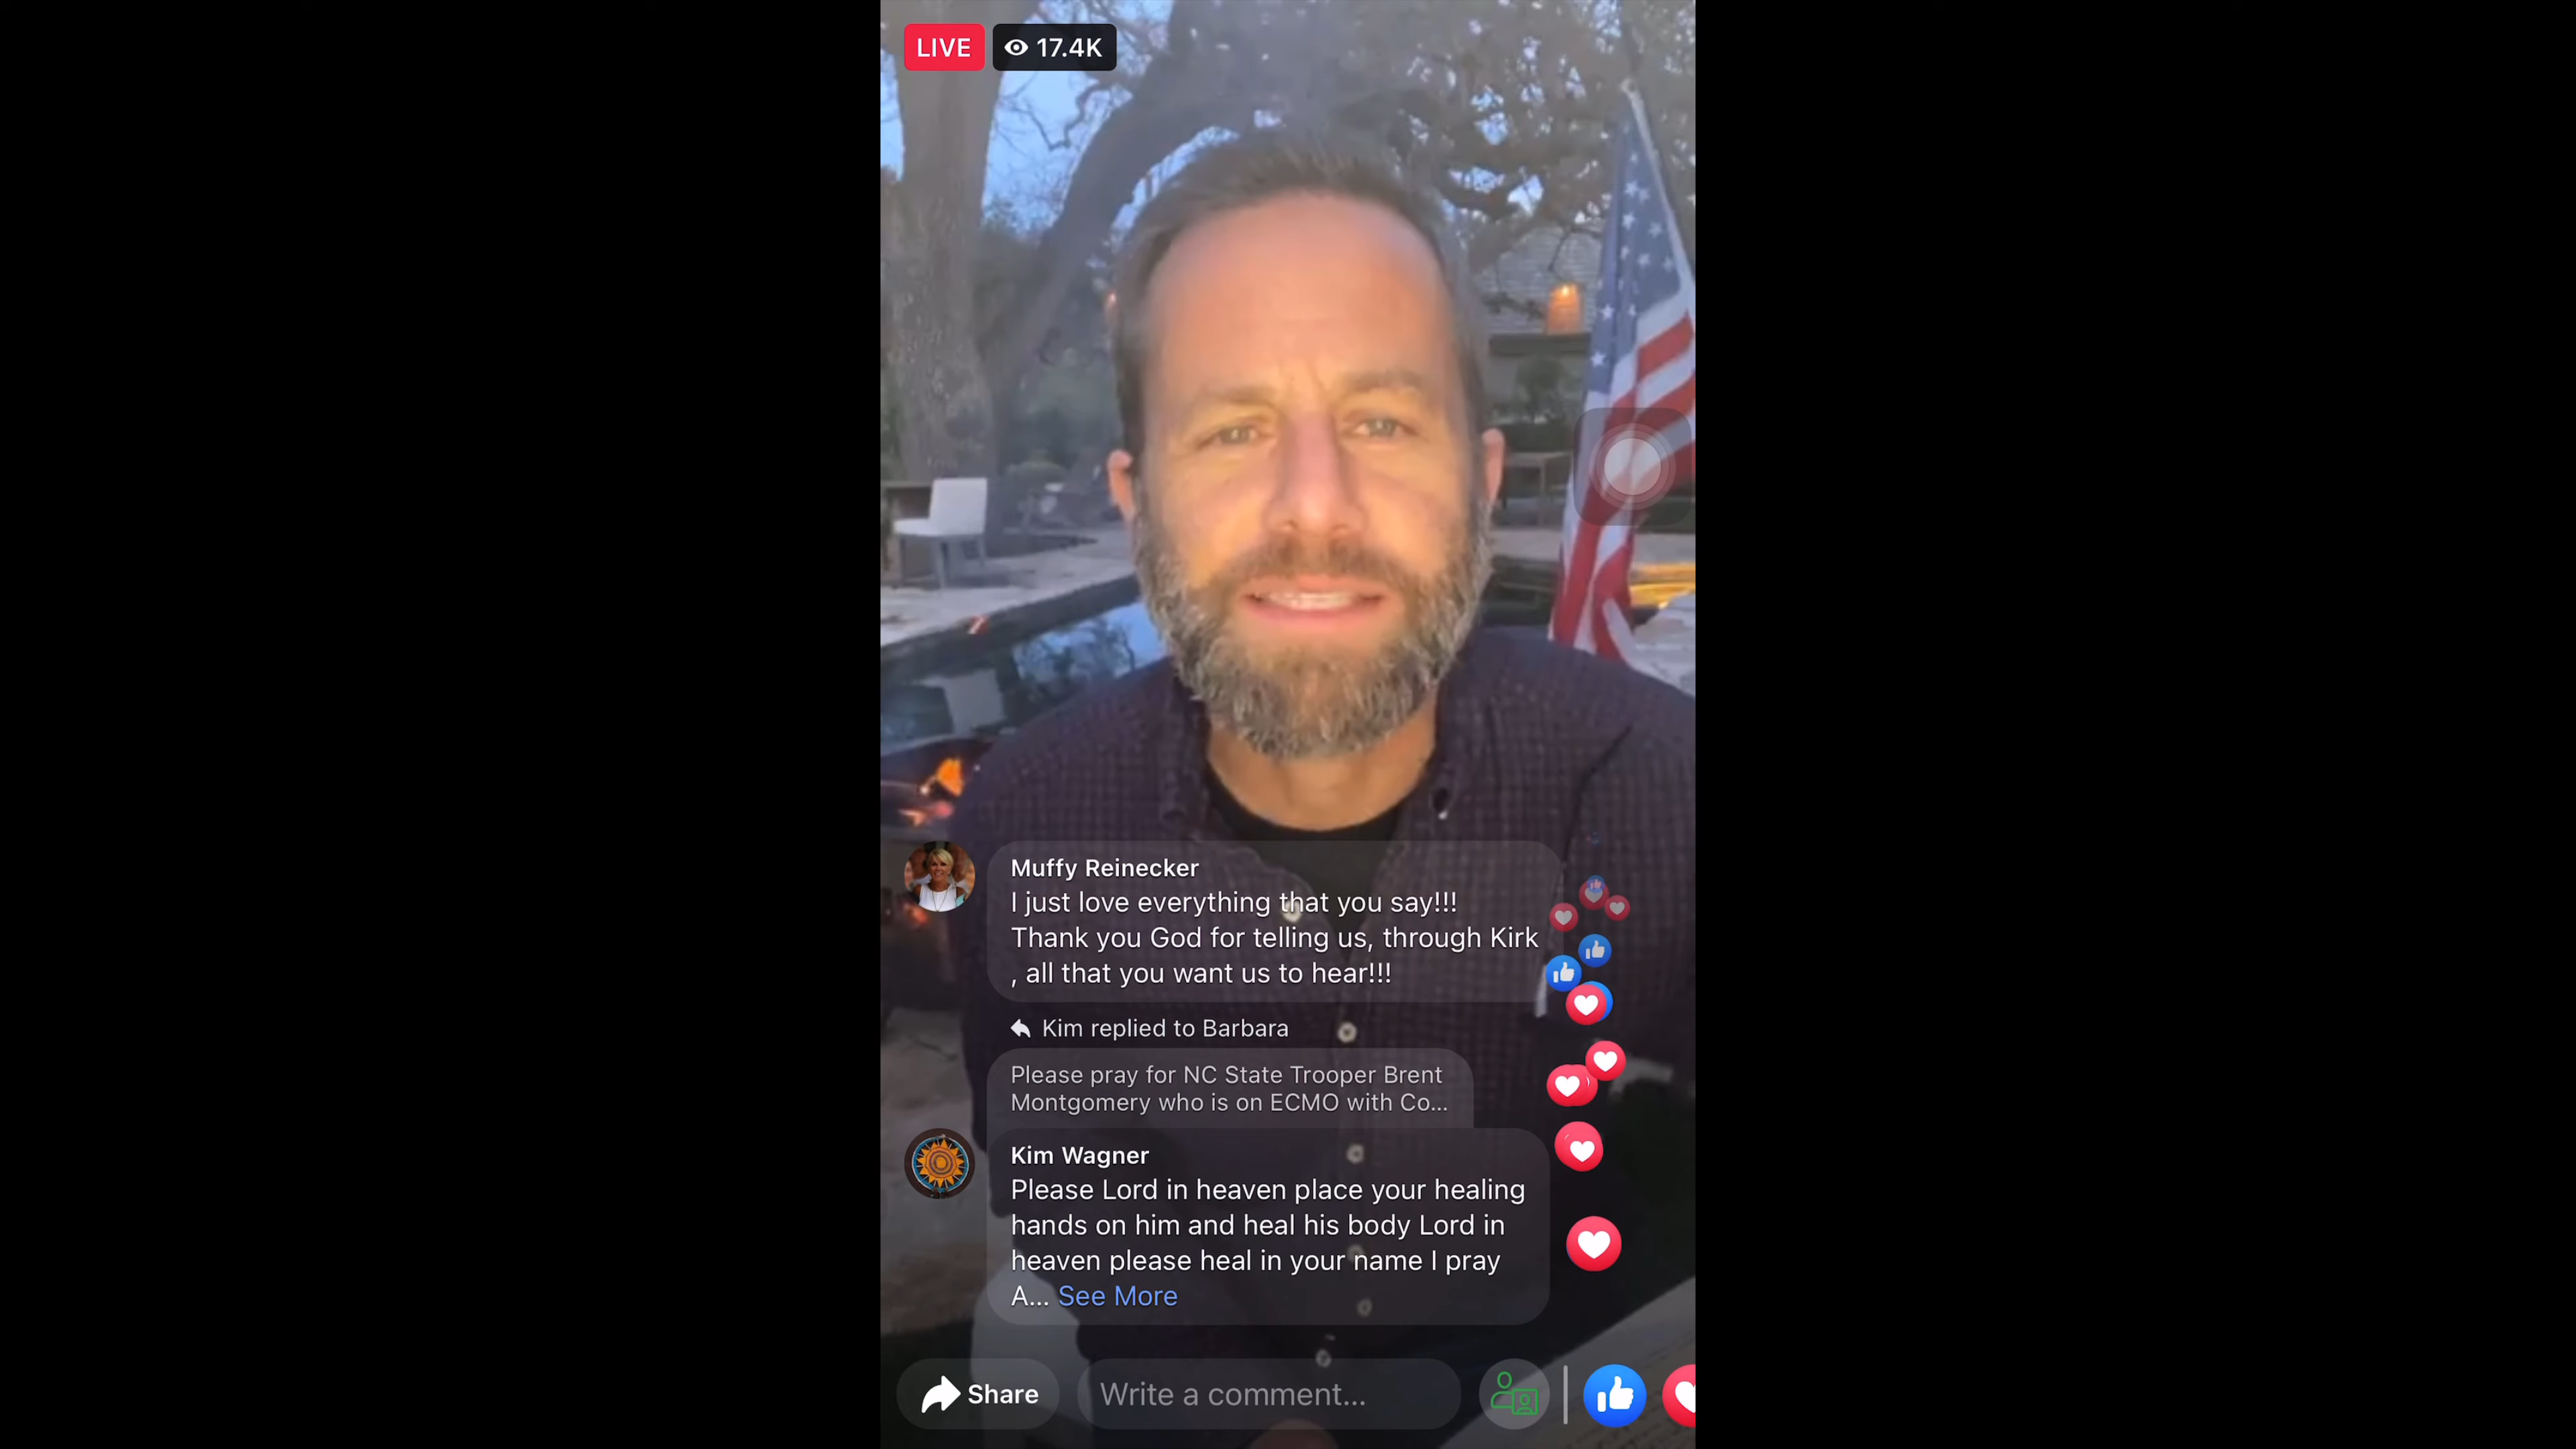 LIVE 17.4K
Muffy Reinecker
I just love everything that you say!!!
Thank you God for telling us, through Kirk
, all that you want us to hear!!!
Kim replied to Barbara
Please pray for NC State Trooper Brent
Montgomery who is on ECMO with Co...
Kim Wagner
Please Lord in heaven place your healing
hands on him and heal his body Lord in
heaven please heal in your name I pray
A... See More
Share Write a comment...